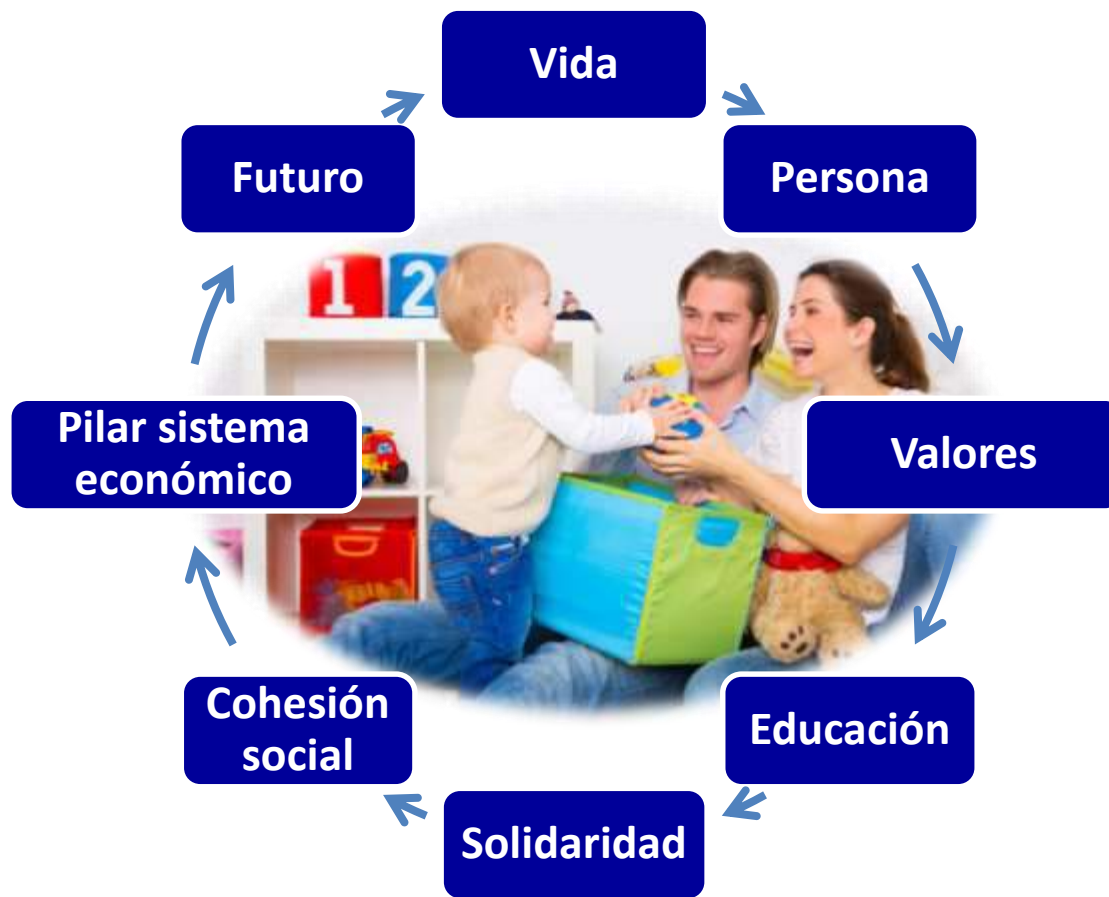 Vida
Persona
Valores
Educación
Solidaridad
Cohesión
social
Pilar sistema
económico
Futuro
1 2